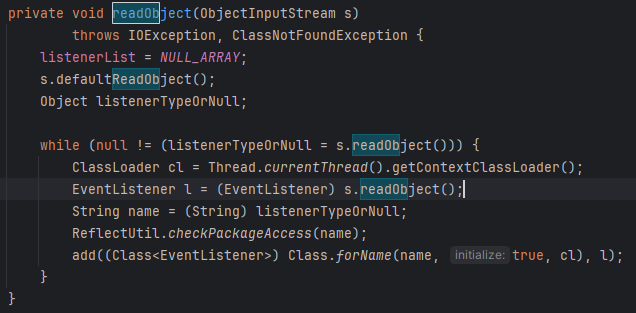 private void readObject(ObjectInputStream s)
        throws IOException, ClassNotFoundException {
    listenerList = NULL_ARRAY;
    s.defaultReadObject();
    Object listenerTypeOrNull;

    while (null != (listenerTypeOrNull = s.readObject())) {
        ClassLoader cl = Thread.currentThread().getContextClassLoader();
        EventListener l = (EventListener) s.readObject();
        String name = (String) listenerTypeOrNull;
        ReflectUtil.checkPackageAccess(name);
        add((Class<EventListener>) Class.forName(name, initialize: true, cl), l);
    }
}